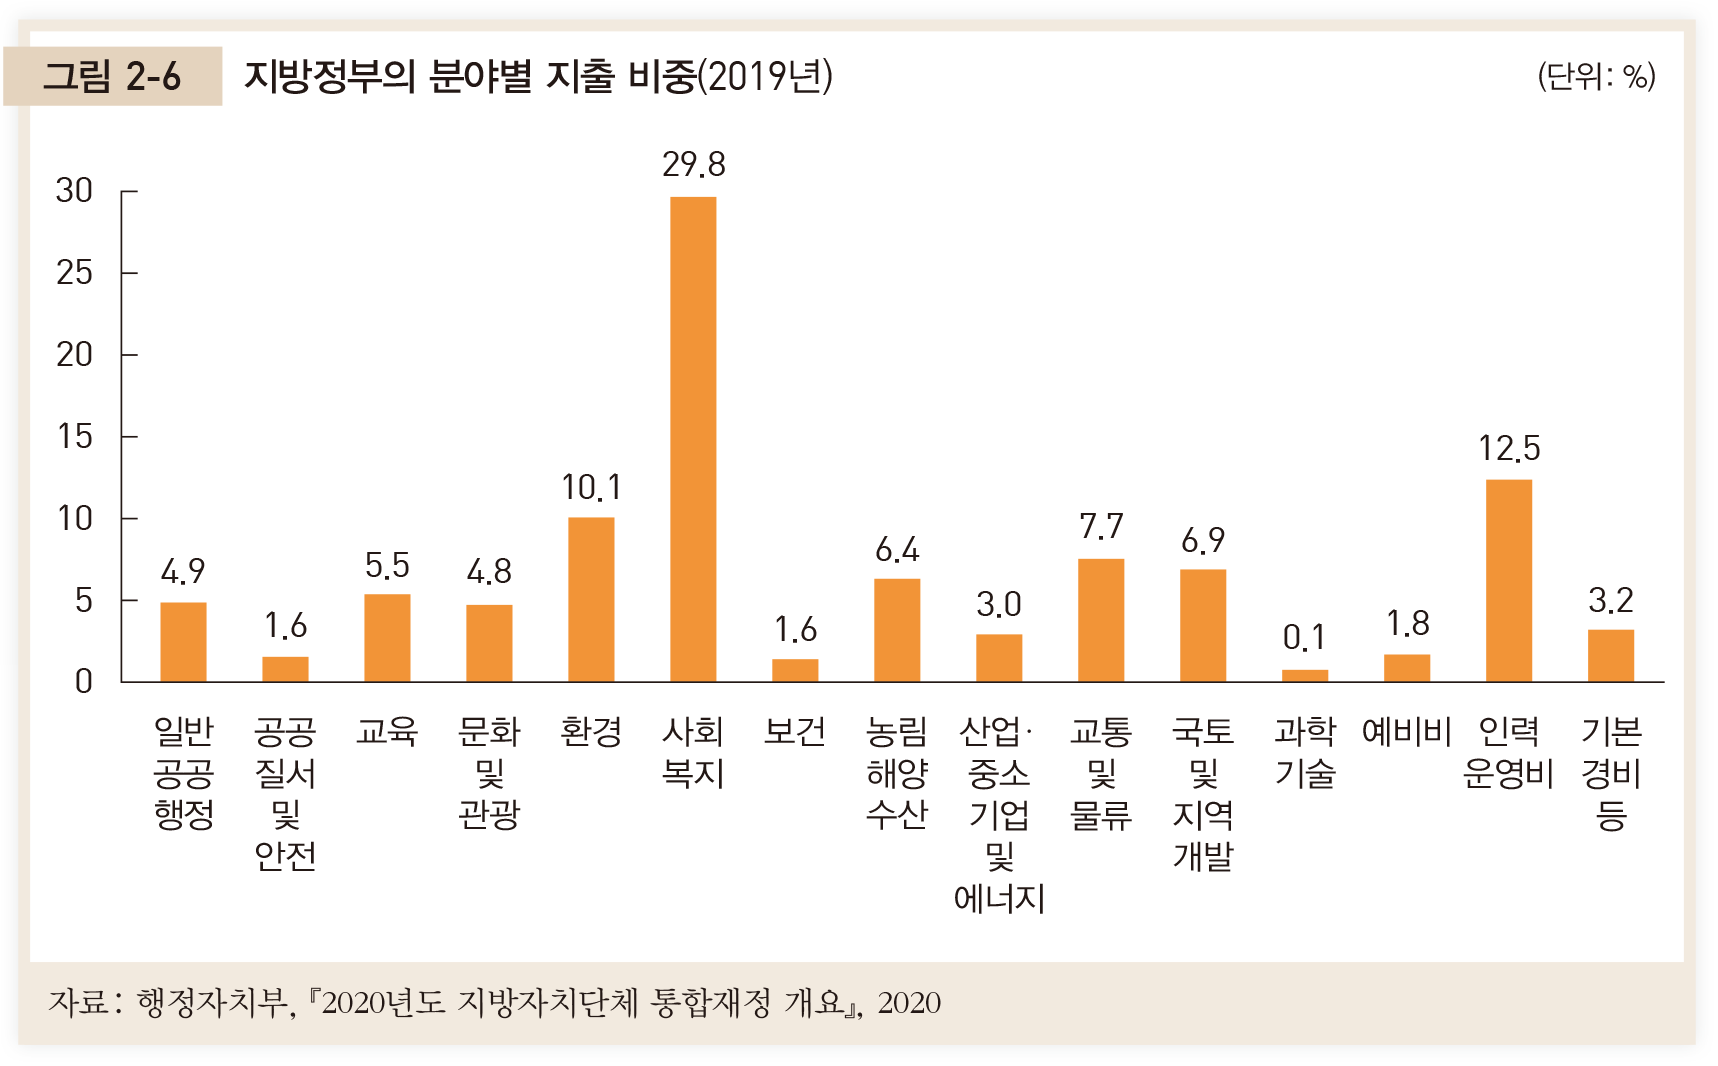 그림 2-6 지방정부의 분야별 지출 비중(2019년) (단위: %)
30
25
20
15
10
5
0
4.9
1.6
5.5
4.8
10.1
29.8
1.6
6.4
3.0
7.7
6.9
0.1
1.8
12.5
3.2
일반
공공
행정
공공
질서
및
안전
교육
문화
및
관광
환경
사회
복지
보건
농림
해양
수산
산업·
중소
기업
및
에너지
교통
및
물류
국토
및
지역
개발
과학
기술
예비비
인력
운영비
기본
경비
등
자료: 행정자치부, 『2020년도 지방자치단체 통합재정 개요』, 2020